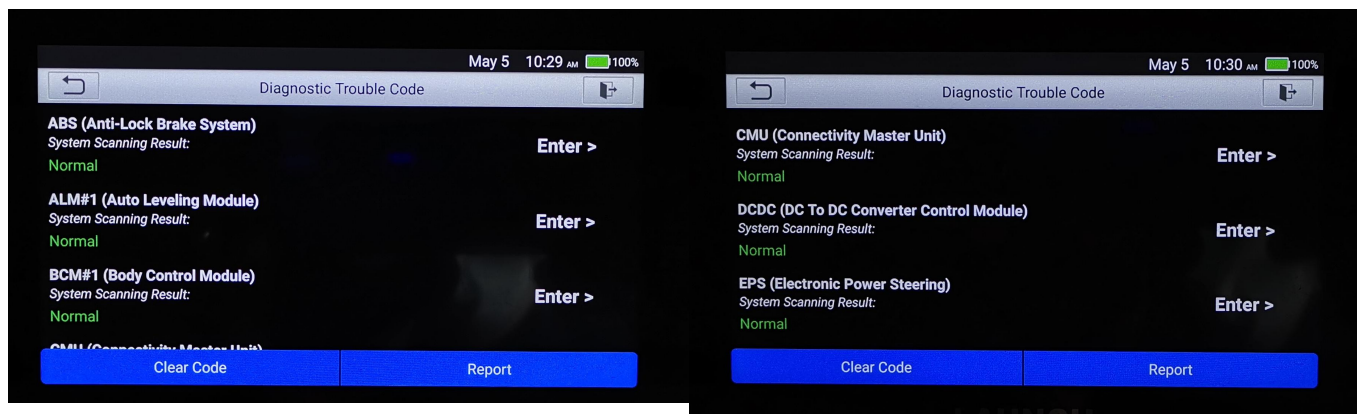 May 5 10:29 AM 100%
Diagnostic Trouble Code
ABS (Anti-Lock Brake System)
System Scanning Result:
Enter >
Normal
ALM#1 (Auto Leveling Module)
System Scanning Result:
Enter >
Normal
BCM#1 (Body Control Module)
System Scanning Result:
Enter >
Normal
CMU (Connectivity Master Unit)
Clear Code
Report
May 5 10:30 AM 100%
Diagnostic Trouble Code
CMU (Connectivity Master Unit)
System Scanning Result:
Enter >
Normal
DCDC (DC To DC Converter Control Module)
System Scanning Result:
Enter >
Normal
EPS (Electronic Power Steering)
System Scanning Result:
Enter >
Normal
Clear Code
Report